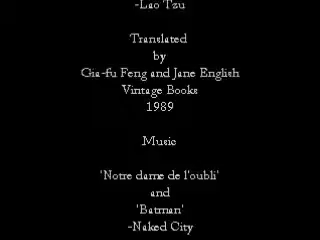 -Lao Tzu
Translated
by
Gia-fu Feng and Jane English
Vintage Books
1989
Music
'Notre dame de l'oubli'
and
'Batman'
-Naked City